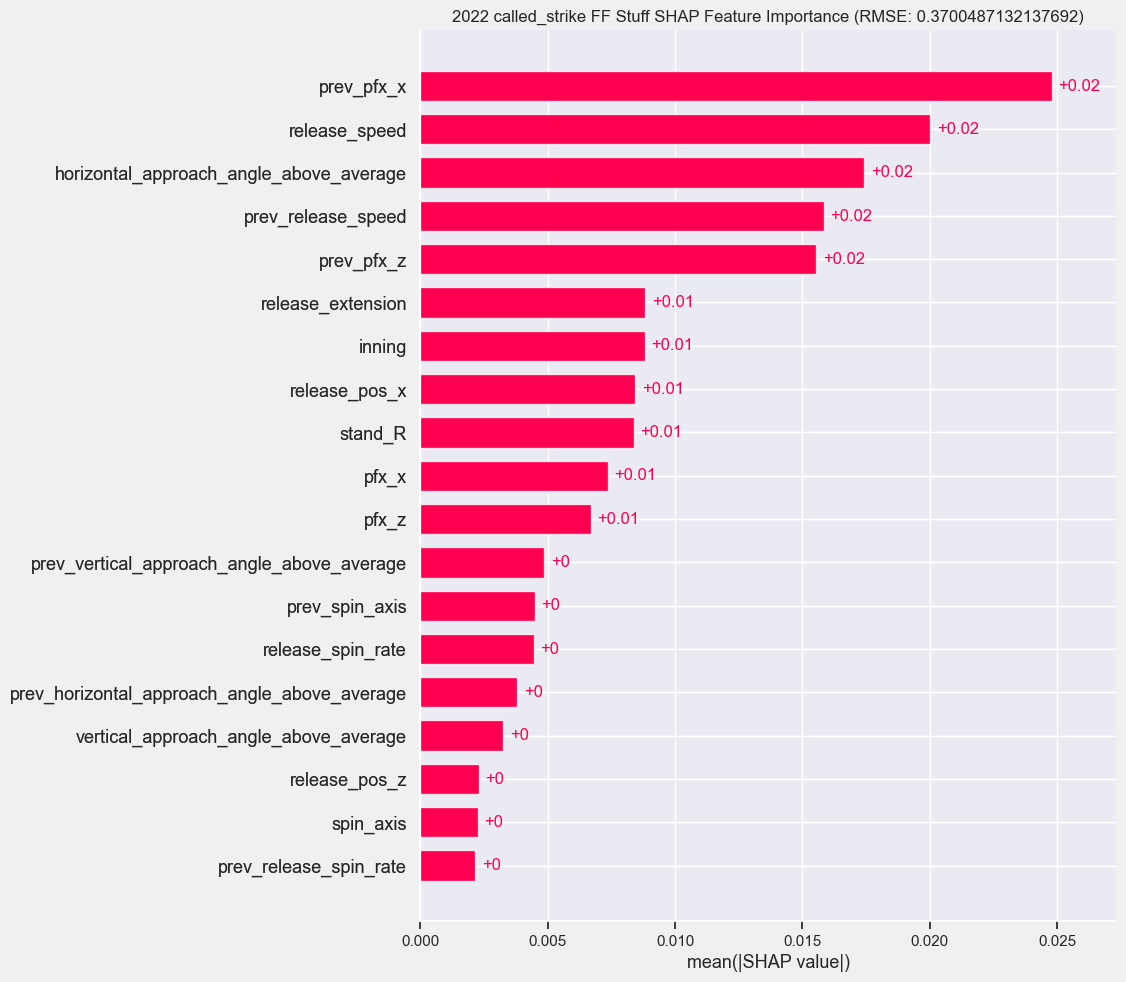 2022 called_strike FF Stuff SHAP Feature Importance (RMSE: 0.3700487132137692)
prev_pfx_x +0.02
release_speed +0.02
horizontal_approach_angle_above_average +0.02
prev_release_speed +0.02
prev_pfx_z +0.02
release_extension +0.01
inning +0.01
release_pos_x +0.01
stand_R +0.01
pfx_x +0.01
pfx_z +0.01
prev_vertical_approach_angle_above_average +0
prev_spin_axis +0
release_spin_rate +0
prev_horizontal_approach_angle_above_average +0
vertical_approach_angle_above_average +0
release_pos_z +0
spin_axis +0
prev_release_spin_rate +0
0.000 0.005 0.010 0.015 0.020 0.025
mean(|SHAP value|)